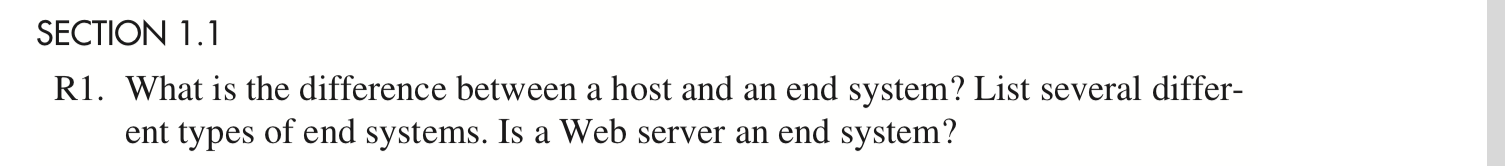 SECTION 1.1
R1. What is the difference between a host and an end system? List several differ-
ent types of end systems. Is a Web server an end system?